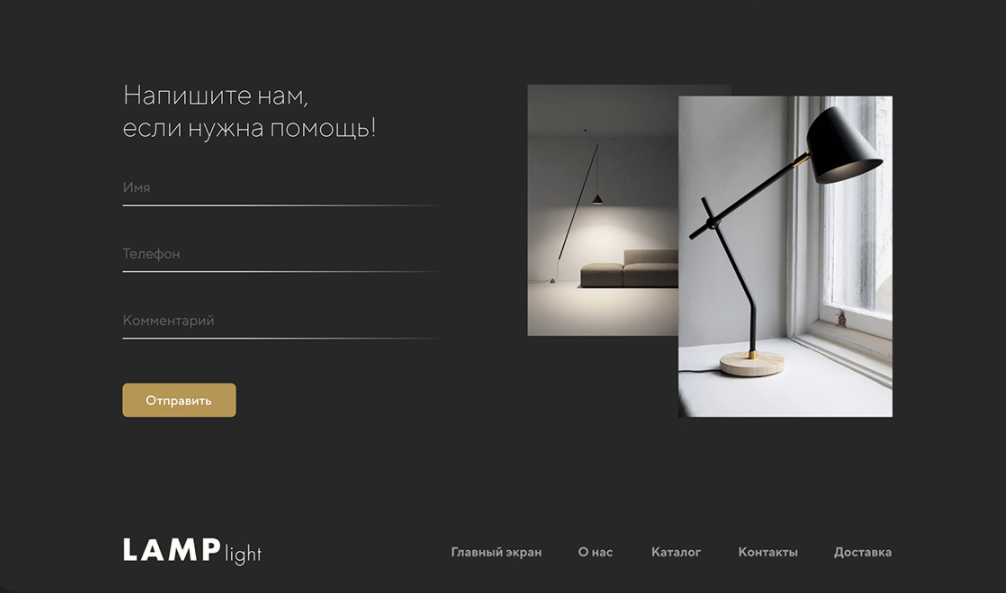 Напишите нам,
если нужна помощь!
Имя
Телефон
Комментарий
Отправить
LAMP light
Главный экран О нас Каталог Контакты Доставка